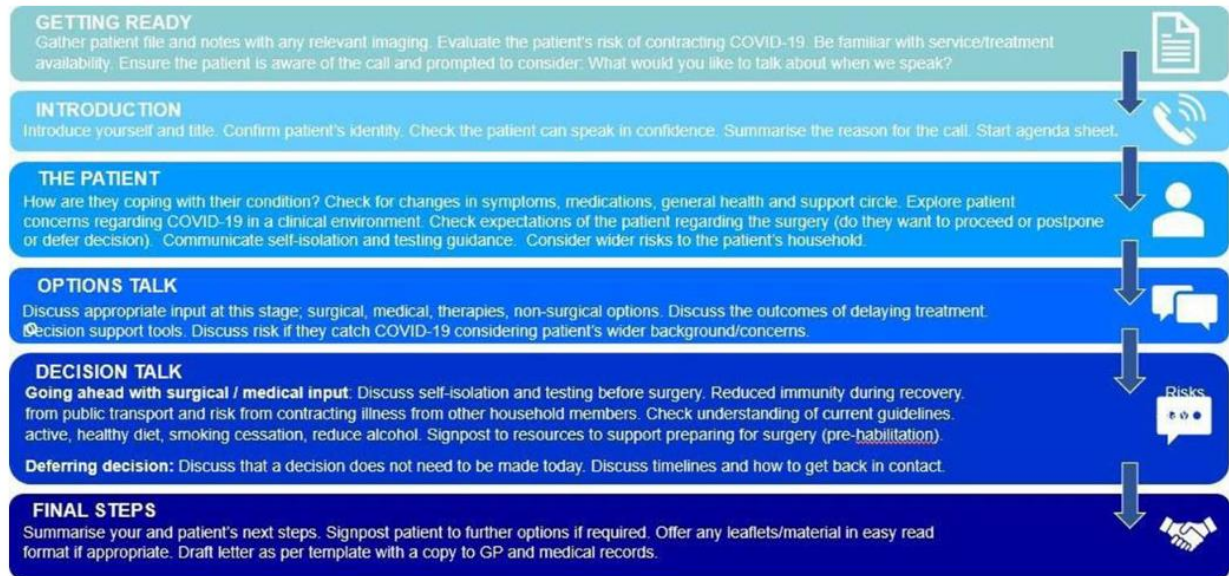 GETTING READY
Gather patient file and notes with any relevant imaging. Evaluate the patient's risk of contracting COVID-19. Be familiar with service/treatment
availability. Ensure the patient is aware of the call and prompted to consider: What would you like to talk about when we speak?
INTRODUCTION
Introduce yourself and title. Confirm patient's identity. Check the patient can speak in confidence. Summarise the reason for the call. Start agenda sheet.
THE PATIENT
How are they coping with their condition? Check for changes in symptoms, medications, general health and support circle. Explore patient
concerns regarding COVID-19 in a clinical environment. Check expectations of the patient regarding the surgery (do they want to proceed or postpone
or defer decision). Communicate self-isolation and testing guidance. Consider wider risks to the patient's household.
OPTIONS TALK
Discuss appropriate input at this stage; surgical, medical, therapies, non-surgical options. Discuss the outcomes of delaying treatment.
Decision support tools. Discuss risk if they catch COVID-19 considering patient's wider background/concerns.
DECISION TALK
Going ahead with surgical / medical input: Discuss self-isolation and testing before surgery. Reduced immunity during recovery.
Risks
from public transport and risk from contracting illness from other household members. Check understanding of current guidelines.
active, healthy diet, smoking cessation, reduce alcohol. Signpost to resources to support preparing for surgery (pre-habilitation).
Deferring decision: Discuss that a decision does not need to be made today. Discuss timelines and how to get back in contact.
FINAL STEPS
Summarise your and patient's next steps. Signpost patient to further options if required. Offer any leaflets/material in easy read
format if appropriate. Draft letter as per template with a copy to GP and medical records.